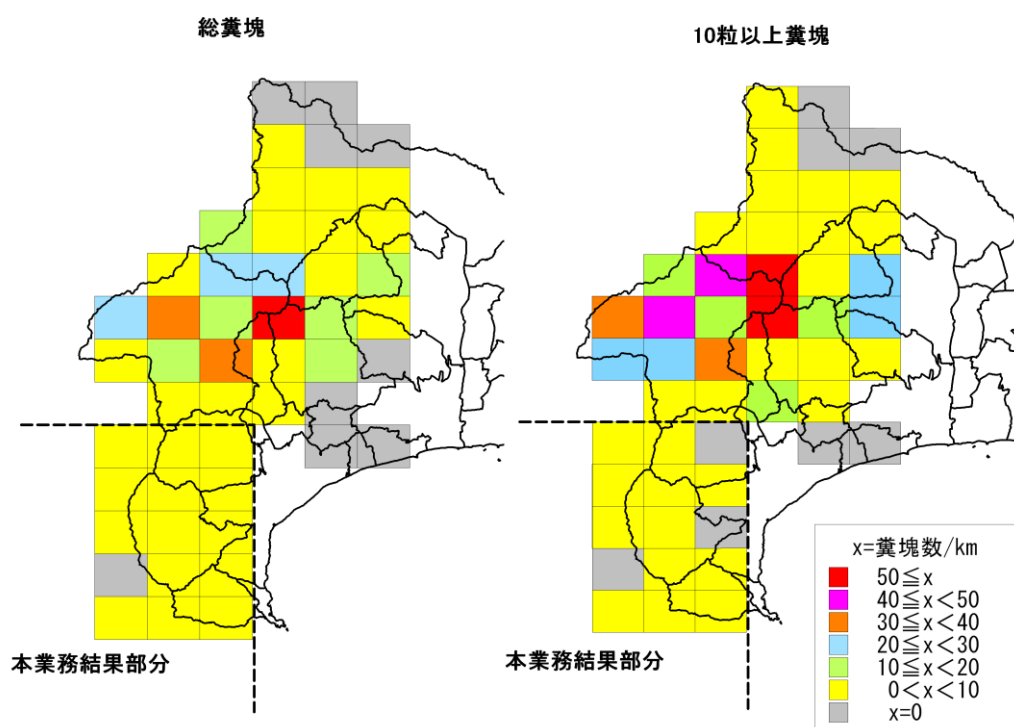 総糞塊
10粒以上糞塊
本業務結果部分
本業務結果部分
x=糞塊数/km
50≦x
40≦x<50
30≦x<40
20≦x<30
10≦x<20
0<x<10
x=0